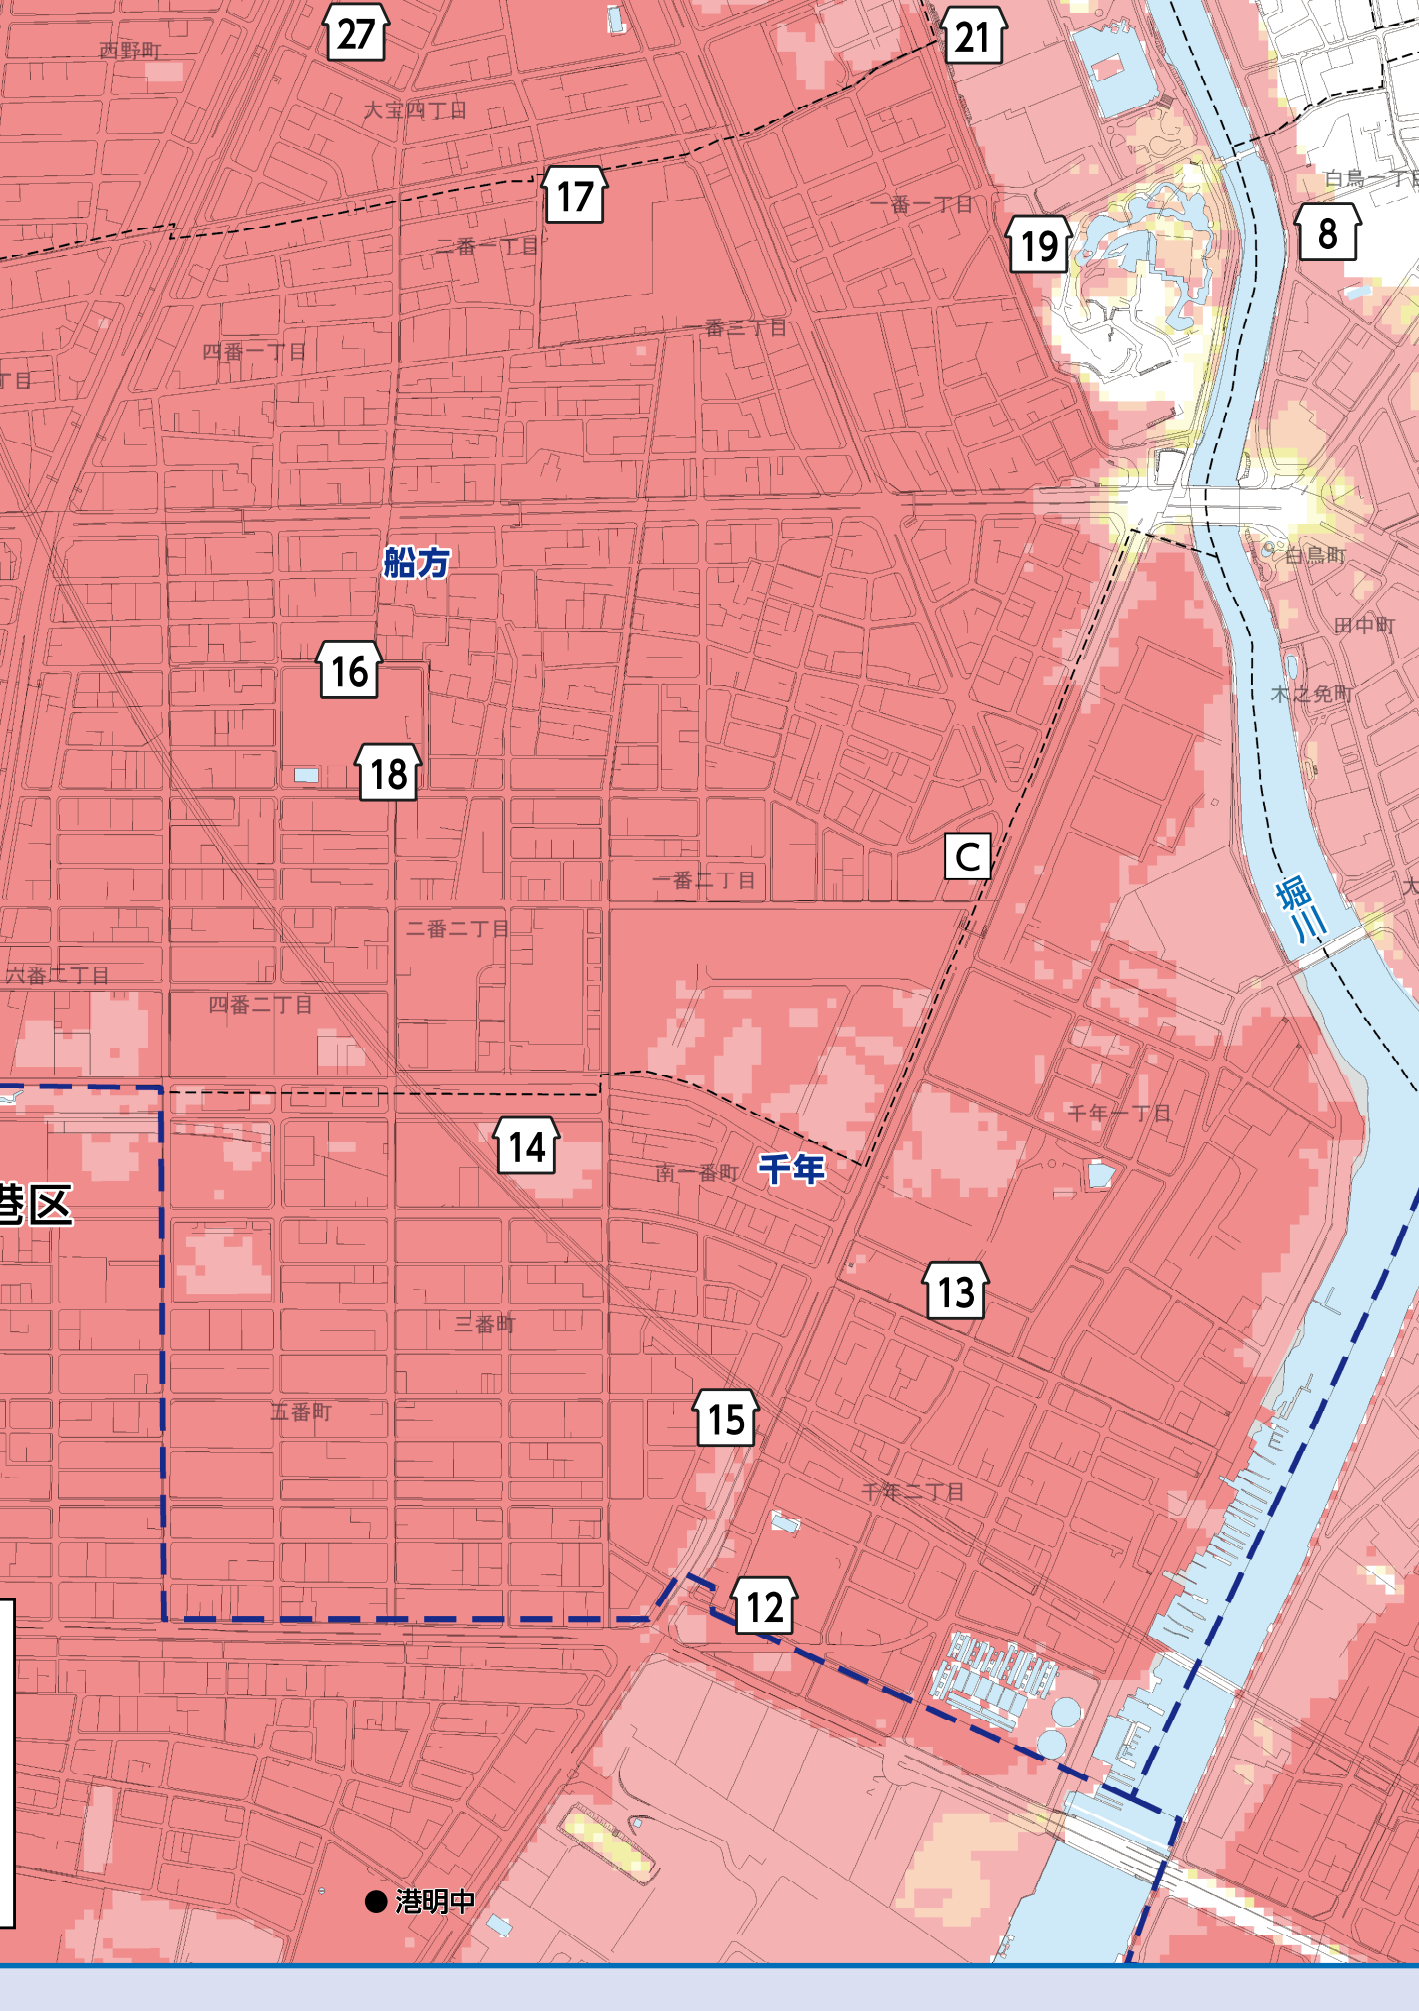 27
21
西野町
大宝四丁目
17
白鳥一丁目
一番一丁目
19
8
二番一丁目
一番三丁目
四番一丁目
丁目
船方
白鳥町
田中町
16
木之免町
18
C
一番二丁目
堀川
二番二丁目
六番二丁目
四番二丁目
千年一丁目
14
南一番町
千年
港区
13
三番町
五番町
15
E
千年二丁目
12
港明中